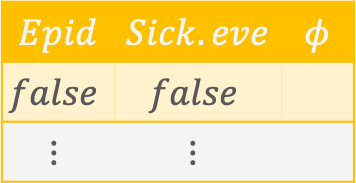 Epid Sick.eve ϕ
false false
⋮ ⋮